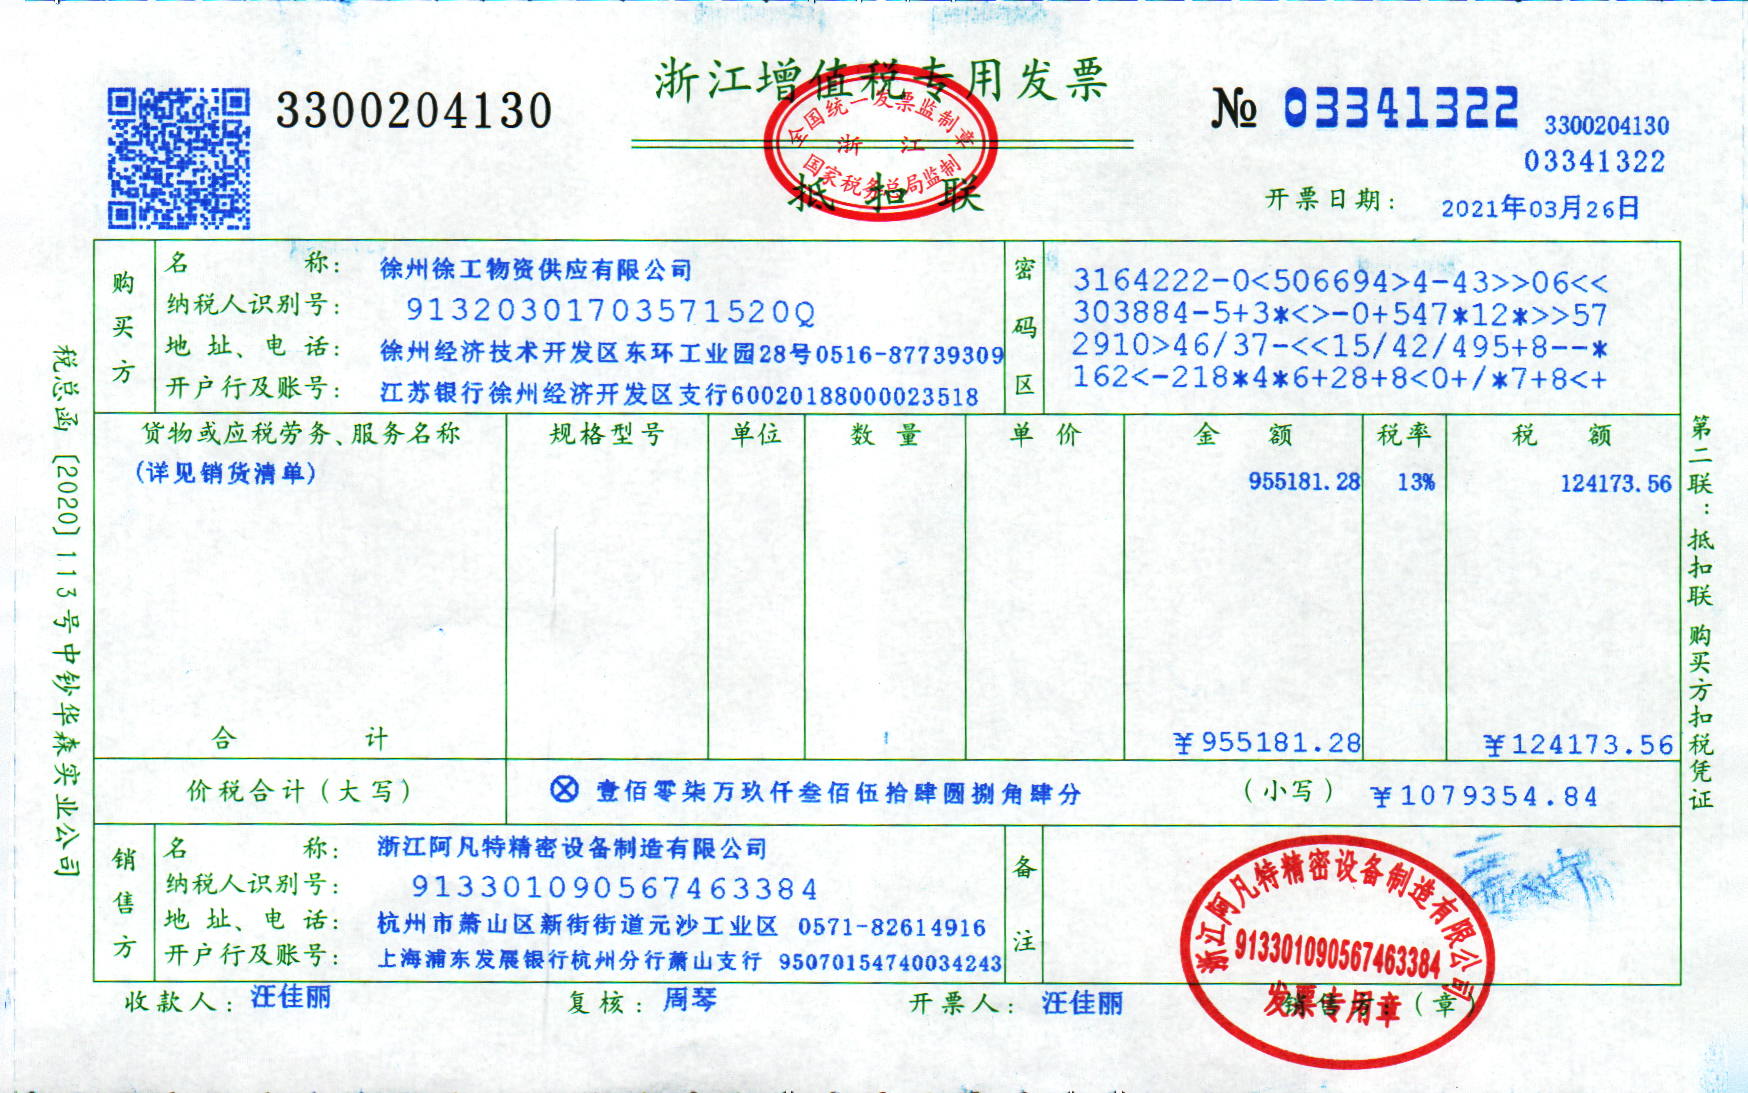 浙江增值税专用发票
3300204130
№ 03341322
3300204130
03341322
全国统一发票监制章
浙 江
国家税务总局监制
抵 扣 联
开票日期: 2021年03月26日
购买方
名 称: 徐州徐工物资供应有限公司
纳税人识别号: 91320301703571520Q
地 址、电 话: 徐州经济技术开发区东环工业园28号0516-87739309
开户行及账号: 江苏银行徐州经济开发区支行60020188000023518
密码区
3164222-0<506694>4-43>>06<<
303884-5+3*<>-0+547*12*>>57
2910>46/37-<<15/42/495+8--*
162<-218*4*6+28+8<0+/*7+8<+
货物或应税劳务、服务名称 规格型号 单位 数 量 单 价 金 额 税率 税 额
(详见销货清单) 955181.28 13% 124173.56
合 计 ¥955181.28 ¥124173.56
价税合计(大写) ⊗ 壹佰零柒万玖仟叁佰伍拾肆圆捌角肆分 (小写) ¥1079354.84
销售方
名 称: 浙江阿凡特精密设备制造有限公司
纳税人识别号: 913301090567463384
地 址、电 话: 杭州市萧山区新街街道元沙工业区 0571-82614916
开户行及账号: 上海浦东发展银行杭州分行萧山支行 95070154740034243
备注
浙江阿凡特精密设备制造有限公司
913301090567463384
发票专用章
收款人: 汪佳丽 复核: 周琴 开票人: 汪佳丽 销售方:(章)
税总函〔2020〕113号中钞华森实业公司
第二联:抵扣联 购买方扣税凭证